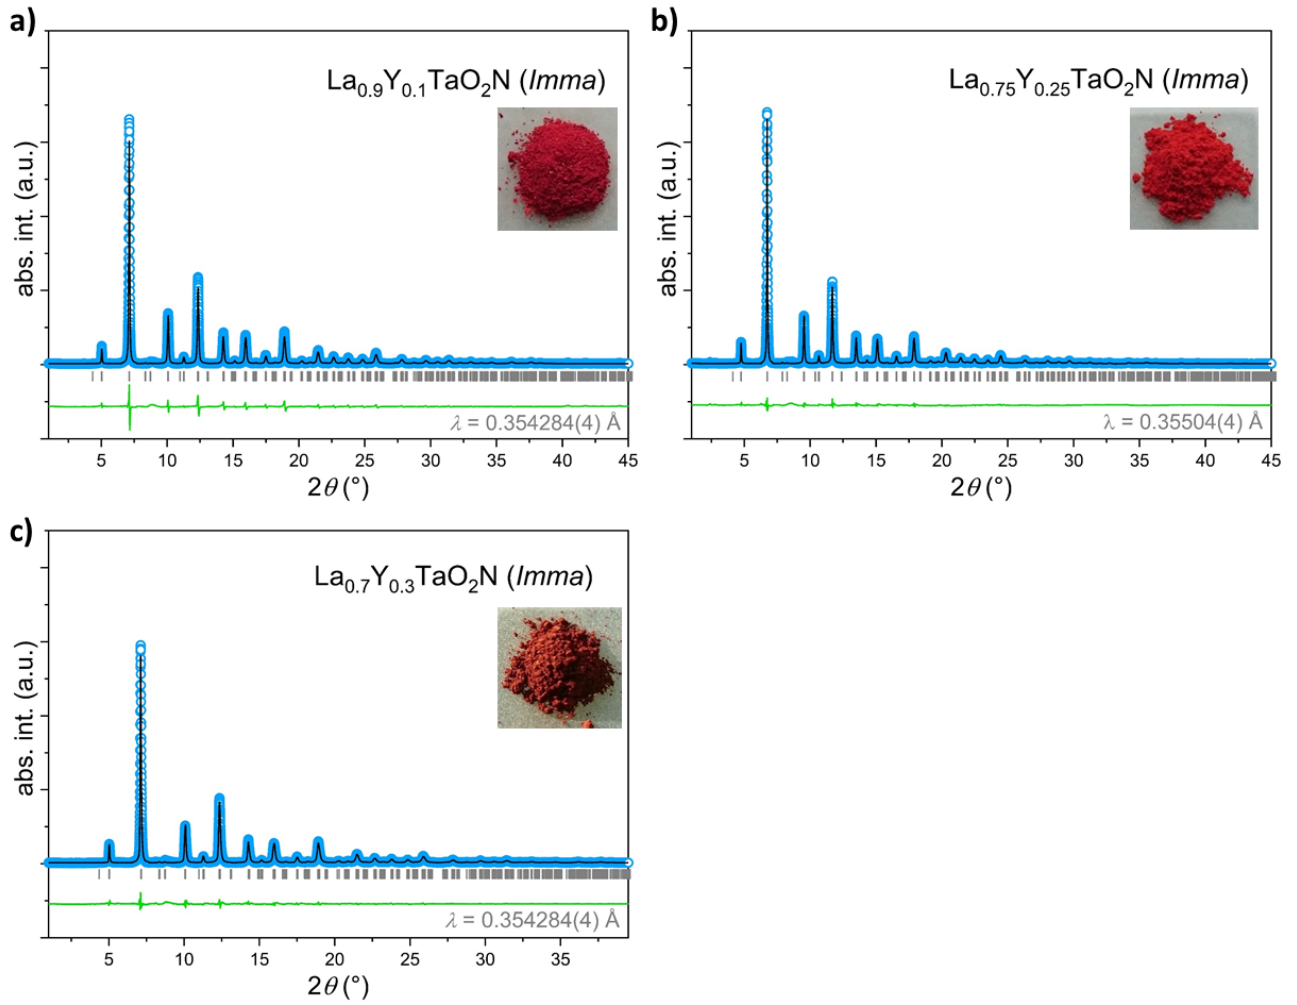 a)
La0.9Y0.1TaO2N (Imma)
abs. int. (a.u.)
λ = 0.354284(4) Å
5 10 15 20 25 30 35 40 45
2θ (°)
b)
La0.75Y0.25TaO2N (Imma)
abs. int. (a.u.)
λ = 0.35504(4) Å
5 10 15 20 25 30 35 40 45
2θ (°)
c)
La0.7Y0.3TaO2N (Imma)
abs. int. (a.u.)
λ = 0.354284(4) Å
5 10 15 20 25 30 35
2θ (°)